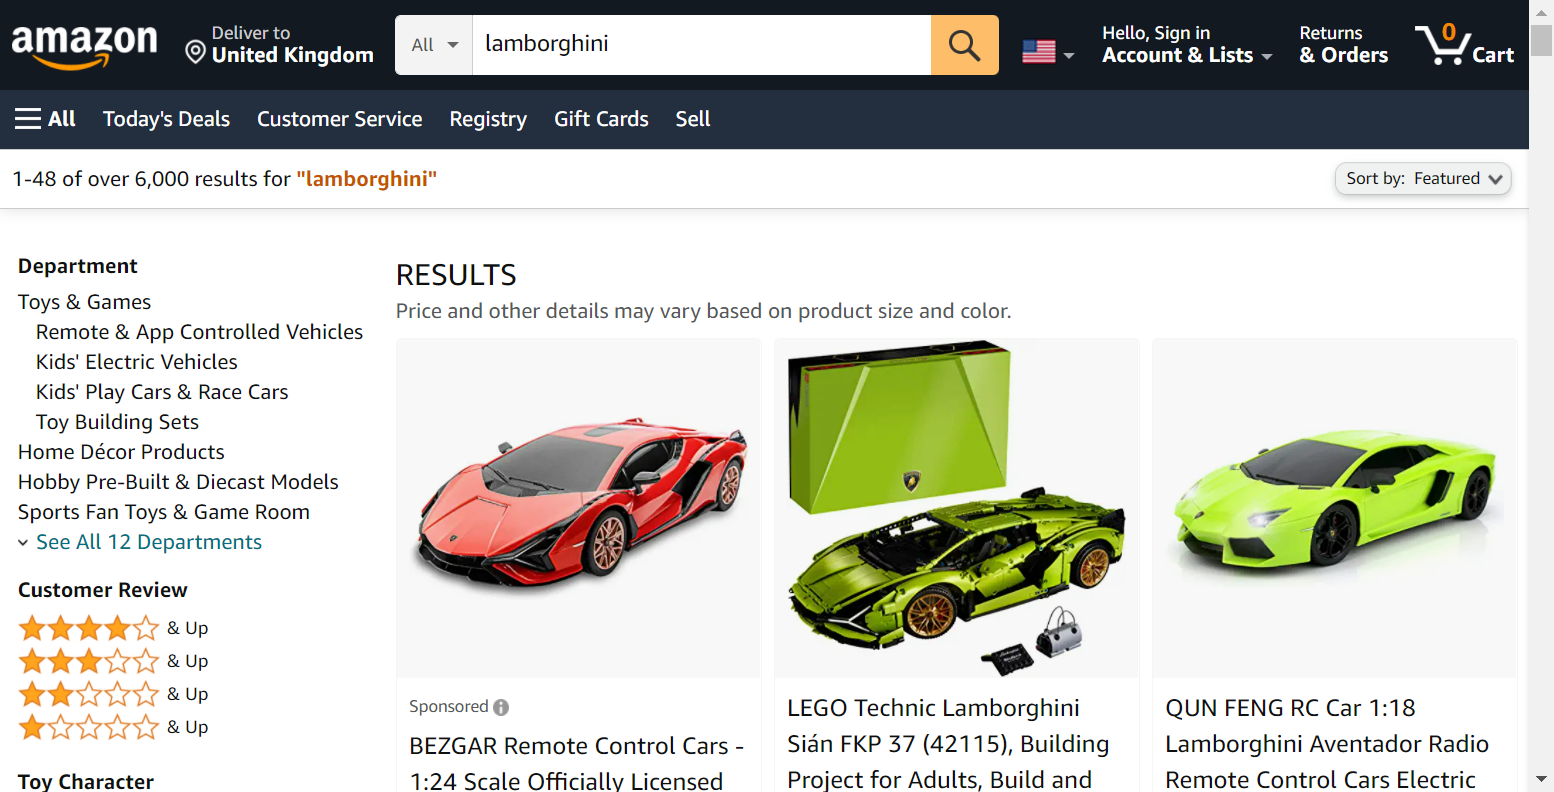 amazon
Deliver to
United Kingdom
All
lamborghini
Hello, Sign in
Account & Lists
Returns
& Orders
0
Cart
All
Today's Deals
Customer Service
Registry
Gift Cards
Sell
1-48 of over 6,000 results for "lamborghini"
Sort by: Featured
Department
Toys & Games
Remote & App Controlled Vehicles
Kids' Electric Vehicles
Kids' Play Cars & Race Cars
Toy Building Sets
Home Décor Products
Hobby Pre-Built & Diecast Models
Sports Fan Toys & Game Room
See All 12 Departments
Customer Review
& Up
& Up
& Up
& Up
Toy Character
RESULTS
Price and other details may vary based on product size and color.
Sponsored
BEZGAR Remote Control Cars -
1:24 Scale Officially Licensed
LEGO Technic Lamborghini
Sián FKP 37 (42115), Building
Project for Adults, Build and
QUN FENG RC Car 1:18
Lamborghini Aventador Radio
Remote Control Cars Electric